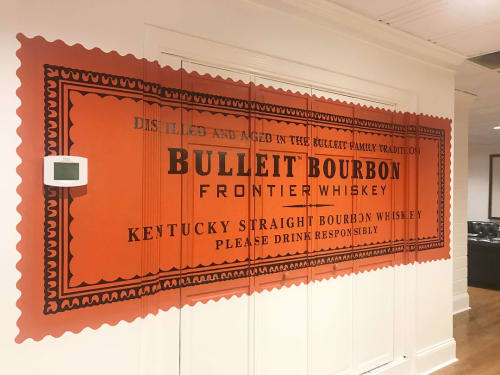 DISTILLED AND AGED IN THE BULLEIT FAMILY TRADITION
BULLEIT™ BOURBON
FRONTIER WHISKEY
KENTUCKY STRAIGHT BOURBON WHISKEY
PLEASE DRINK RESPONSIBLY